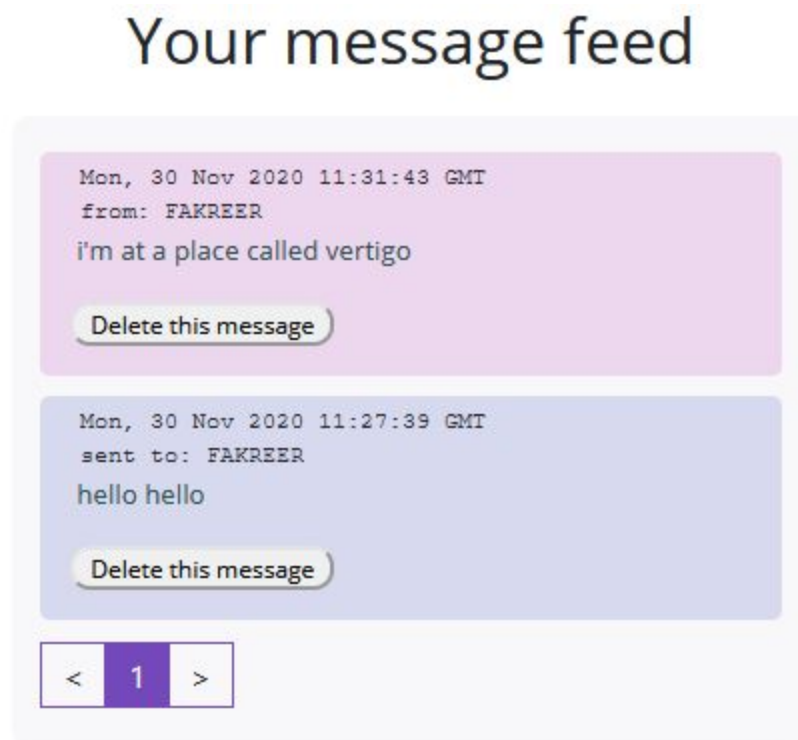 Your message feed
Mon, 30 Nov 2020 11:31:43 GMT
from: FAKREER
i'm at a place called vertigo
Delete this message
Mon, 30 Nov 2020 11:27:39 GMT
sent to: FAKREER
hello hello
Delete this message
< 1 >